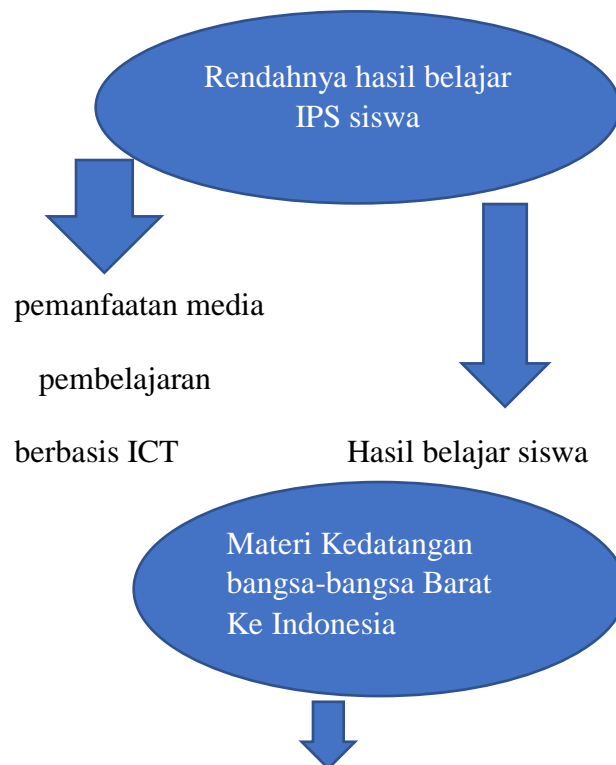 Rendahnya hasil belajar
IPS siswa
pemanfaatan media
pembelajaran
berbasis ICT
Hasil belajar siswa
Materi Kedatangan
bangsa-bangsa Barat
Ke Indonesia